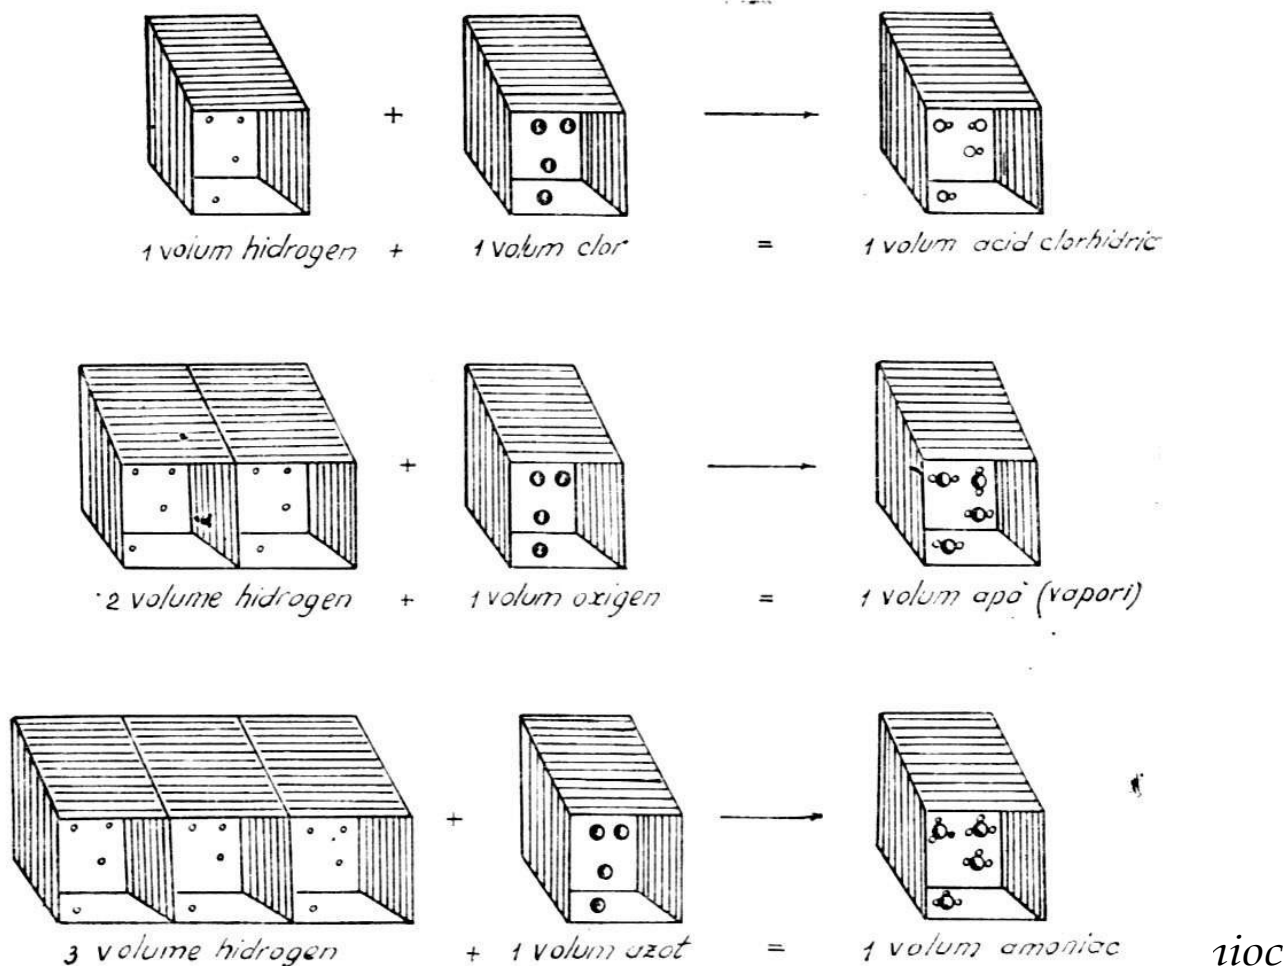 1 volum hidrogen + 1 volum clor = 1 volum acid clorhidric
2 volume hidrogen + 1 volum oxigen = 1 volum apă (vapori)
3 volume hidrogen + 1 volum azot = 1 volum amoniac